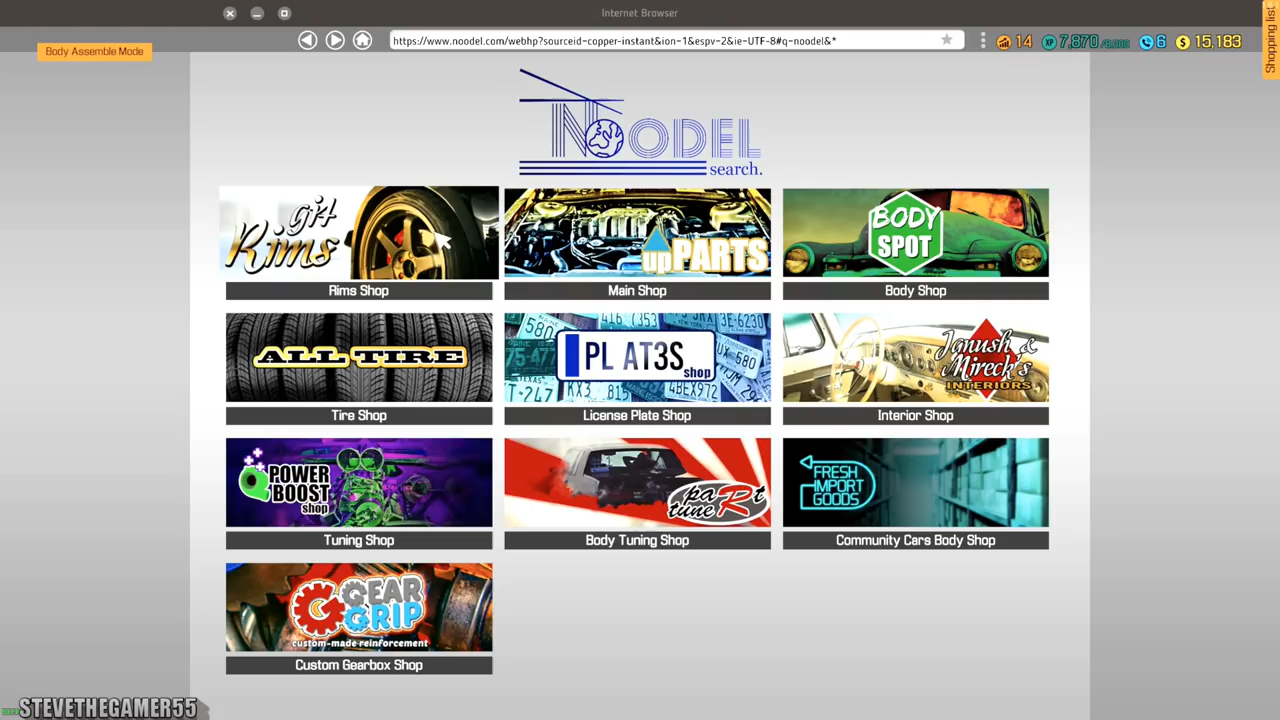 Internet Browser
Body Assemble Mode
https://www.noodel.com/webhp?sourceid-copper-instant&ion-1&espv-2&ie-UTF-8#q-noodel&*
14
XP 7,870 /8,000
6
$ 15,183
Shopping list
NOODEL
search.
git Rims
Rims Shop
upPARTS
Main Shop
BODY SPOT
Body Shop
ALL TIRE
Tire Shop
PL AT3S shop
License Plate Shop
Janush & Mireck's INTERIORS
Interior Shop
POWER BOOST shop
Tuning Shop
paRt tune
Body Tuning Shop
FRESH IMPORT GOODS
Community Cars Body Shop
GEAR GRIP
custom-made reinforcement
Custom Gearbox Shop
STEVETHEGAMER55